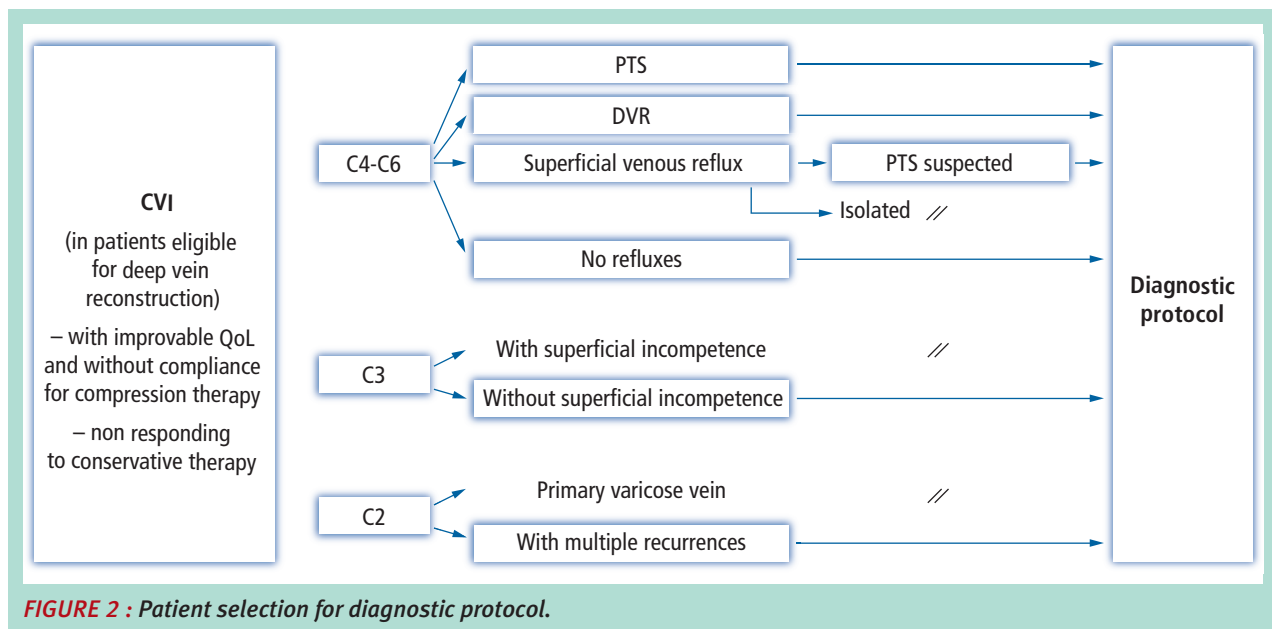 CVI
(in patients eligible
for deep vein
reconstruction)
– with improvable QoL
and without compliance
for compression therapy
– non responding
to conservative therapy
C4-C6
PTS
DVR
Superficial venous reflux
PTS suspected
Isolated //
No refluxes
C3
With superficial incompetence //
Without superficial incompetence
C2
Primary varicose vein //
With multiple recurrences
Diagnostic
protocol
FIGURE 2 : Patient selection for diagnostic protocol.